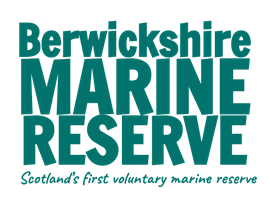 Berwickshire
MARINE
RESERVE
Scotland's first voluntary marine reserve